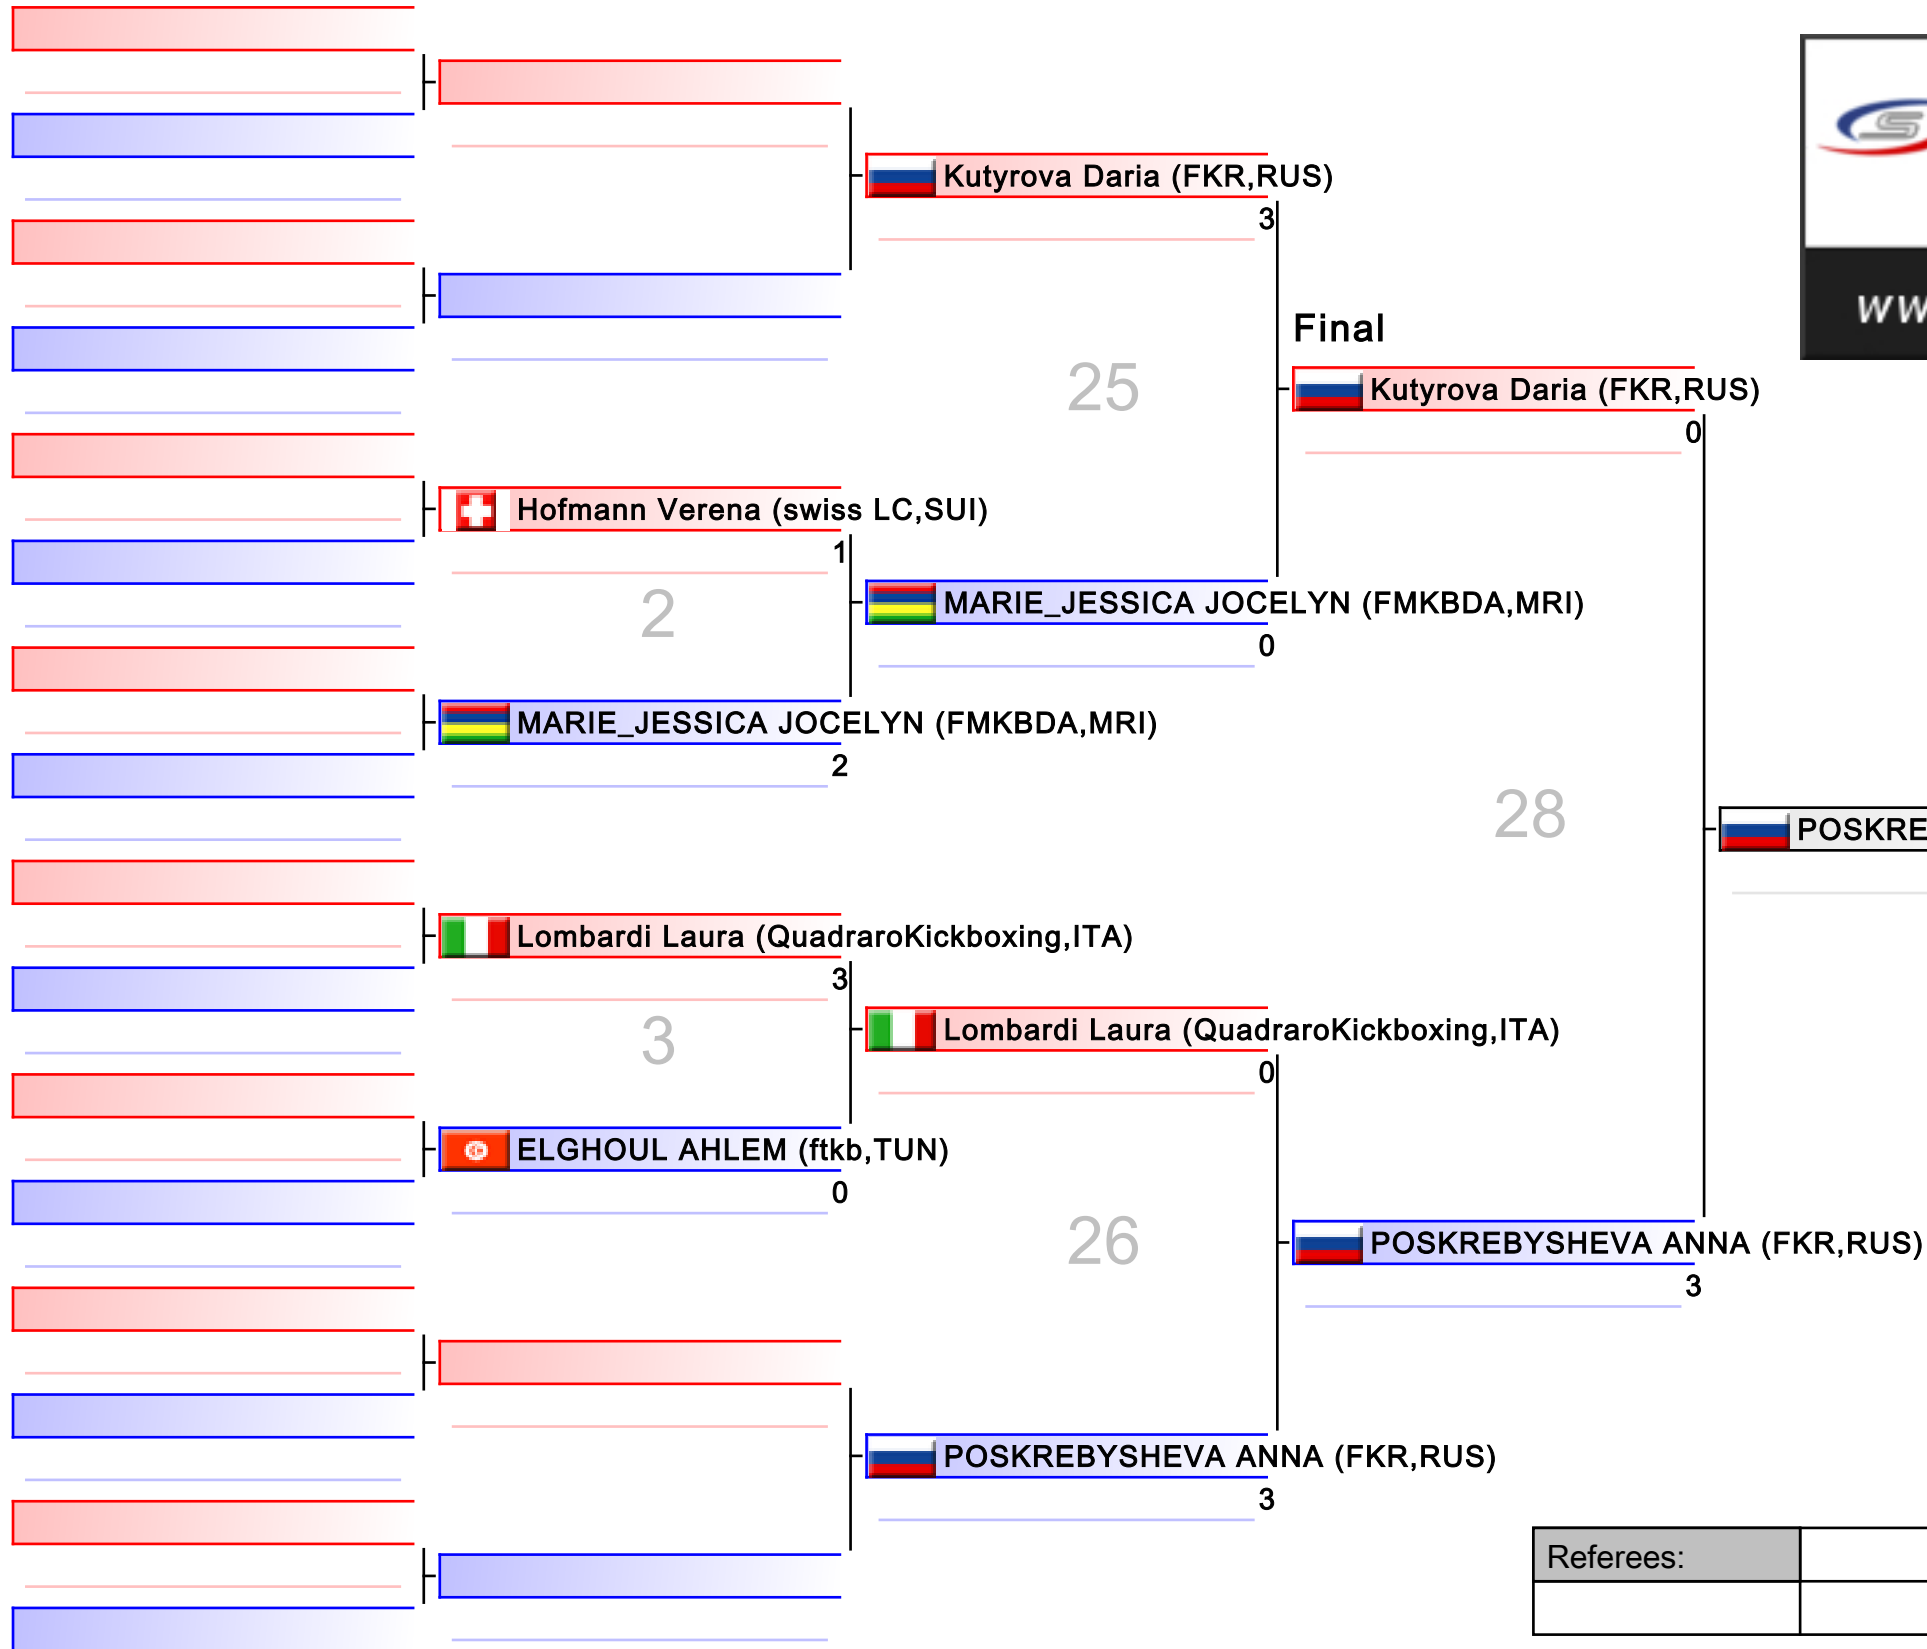 Kutyrova Daria (FKR,RUS)
3
Final
25
Kutyrova Daria (FKR,RUS)
0
Hofmann Verena (swiss LC,SUI)
1
2
MARIE_JESSICA JOCELYN (FMKBDA,MRI)
0
MARIE_JESSICA JOCELYN (FMKBDA,MRI)
2
28
POSKRE
Lombardi Laura (QuadraroKickboxing,ITA)
3
3
Lombardi Laura (QuadraroKickboxing,ITA)
0
ELGHOUL AHLEM (ftkb,TUN)
0
26
POSKREBYSHEVA ANNA (FKR,RUS)
3
POSKREBYSHEVA ANNA (FKR,RUS)
3
Referees: